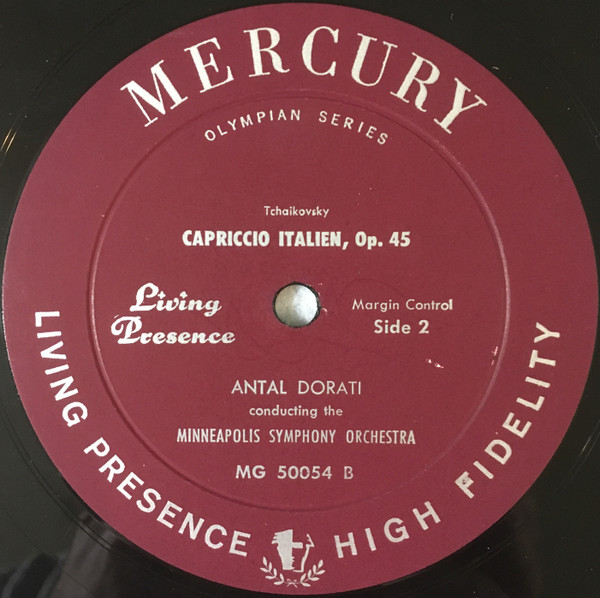 MERCURY
OLYMPIAN SERIES
Tchaikovsky
CAPRICCIO ITALIEN, Op. 45
Living
Presence
Margin Control
Side 2
ANTAL DORATI
conducting the
MINNEAPOLIS SYMPHONY ORCHESTRA
MG 50054 B
LIVING PRESENCE HIGH FIDELITY